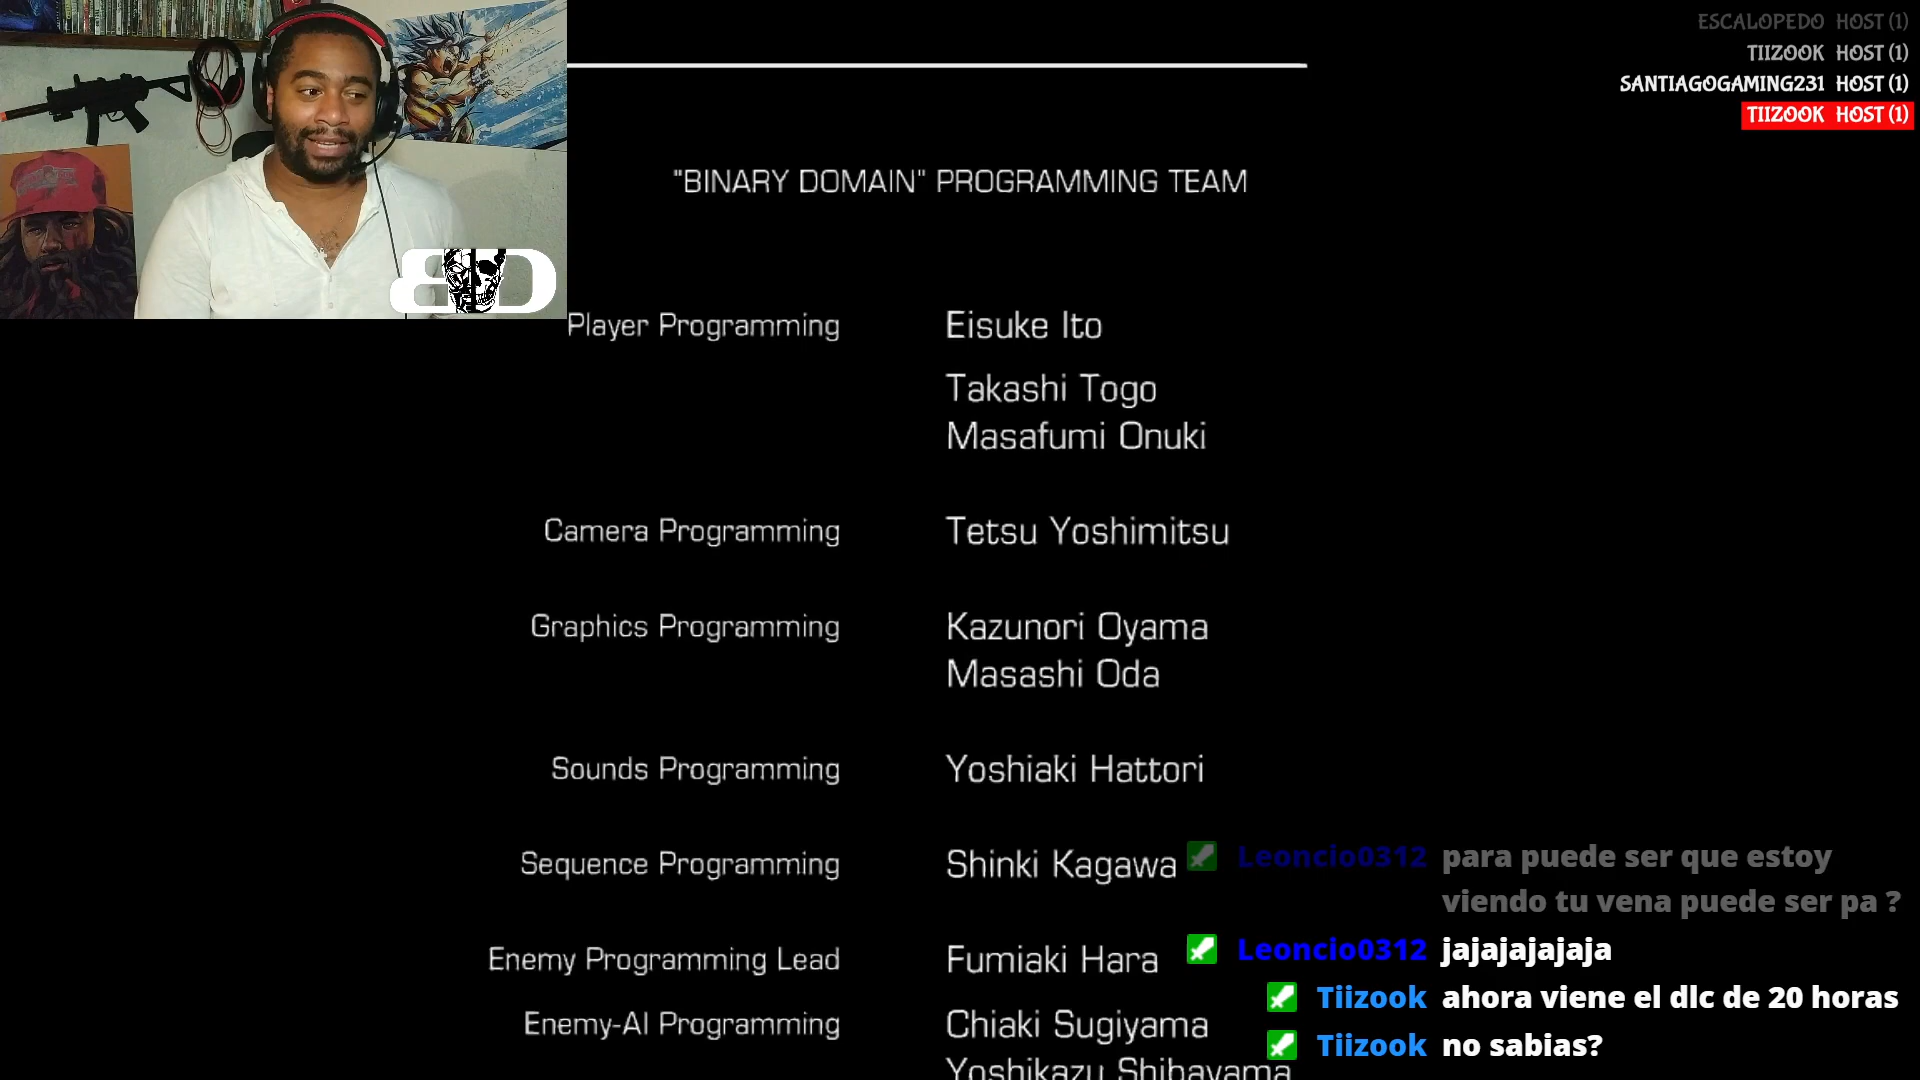 ESCALOPEDO HOST (1)
TIIZOOK HOST (1)
SANTIAGOGAMING231 HOST (1)
TIIZOOK HOST (1)
"BINARY DOMAIN" PROGRAMMING TEAM
BD
Player Programming Eisuke Ito
Takashi Togo
Masafumi Onuki
Camera Programming Tetsu Yoshimitsu
Graphics Programming Kazunori Oyama
Masashi Oda
Sounds Programming Yoshiaki Hattori
Sequence Programming Shinki Kagawa
Enemy Programming Lead Fumiaki Hara
Enemy-AI Programming Chiaki Sugiyama
Yoshikazu Shibayama
Leoncio0312 para puede ser que estoy
viendo tu vena puede ser pa ?
Leoncio0312 jajajajajaja
Tiizook ahora viene el dlc de 20 horas
Tiizook no sabias?